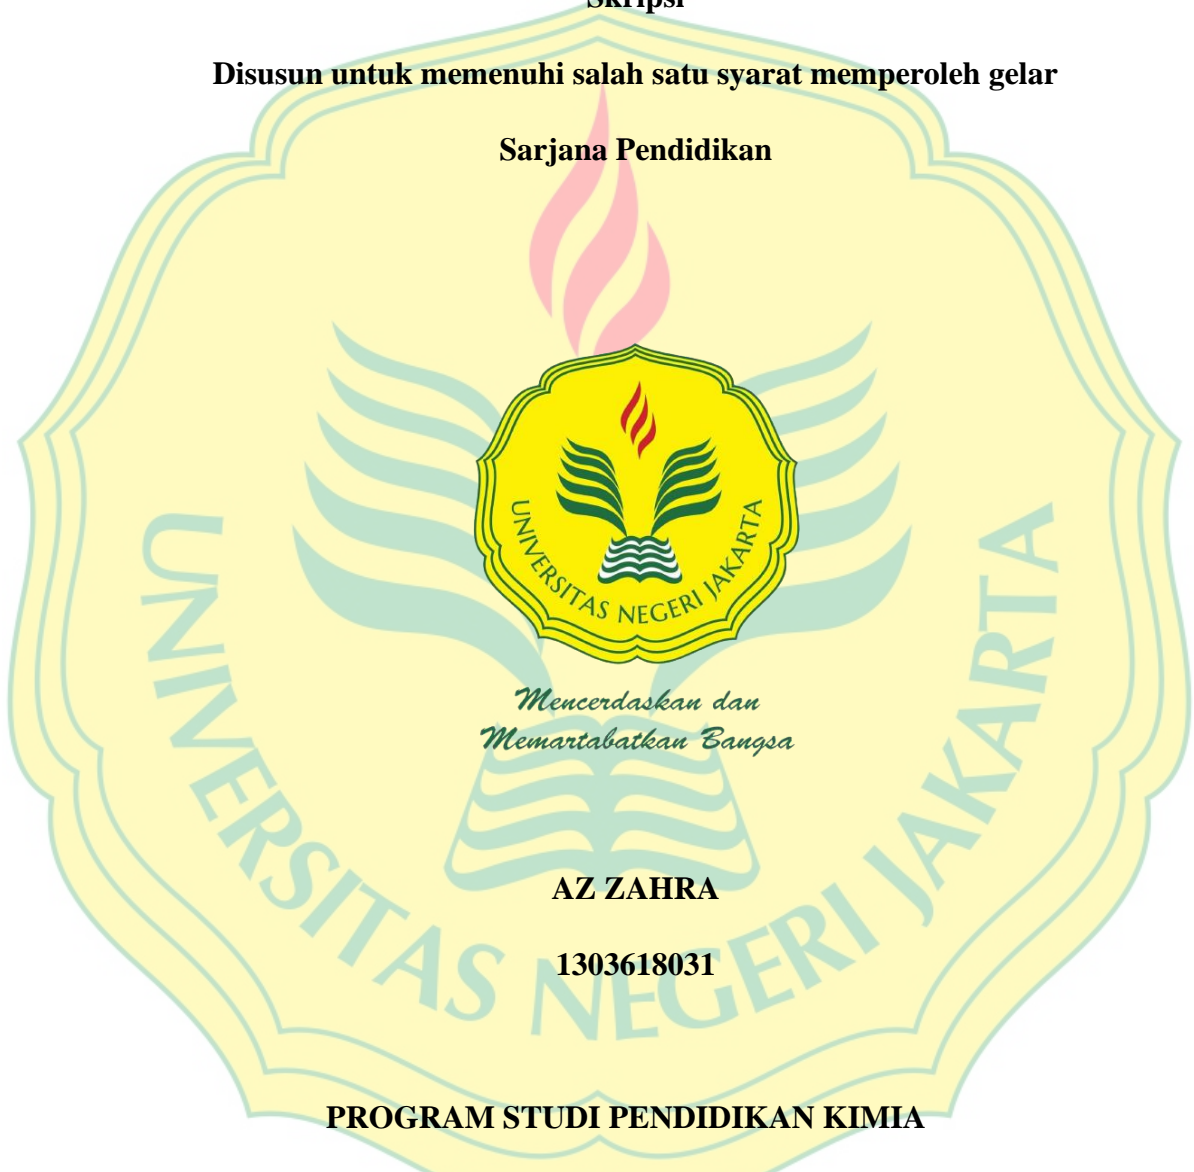 Skripsi
Disusun untuk memenuhi salah satu syarat memperoleh gelar
Sarjana Pendidikan
UNIVERSITAS NEGERI JAKARTA
Mencerdaskan dan
Memartabatkan Bangsa
AZ ZAHRA
1303618031
PROGRAM STUDI PENDIDIKAN KIMIA
UNIVERSITAS NEGERI JAKARTA